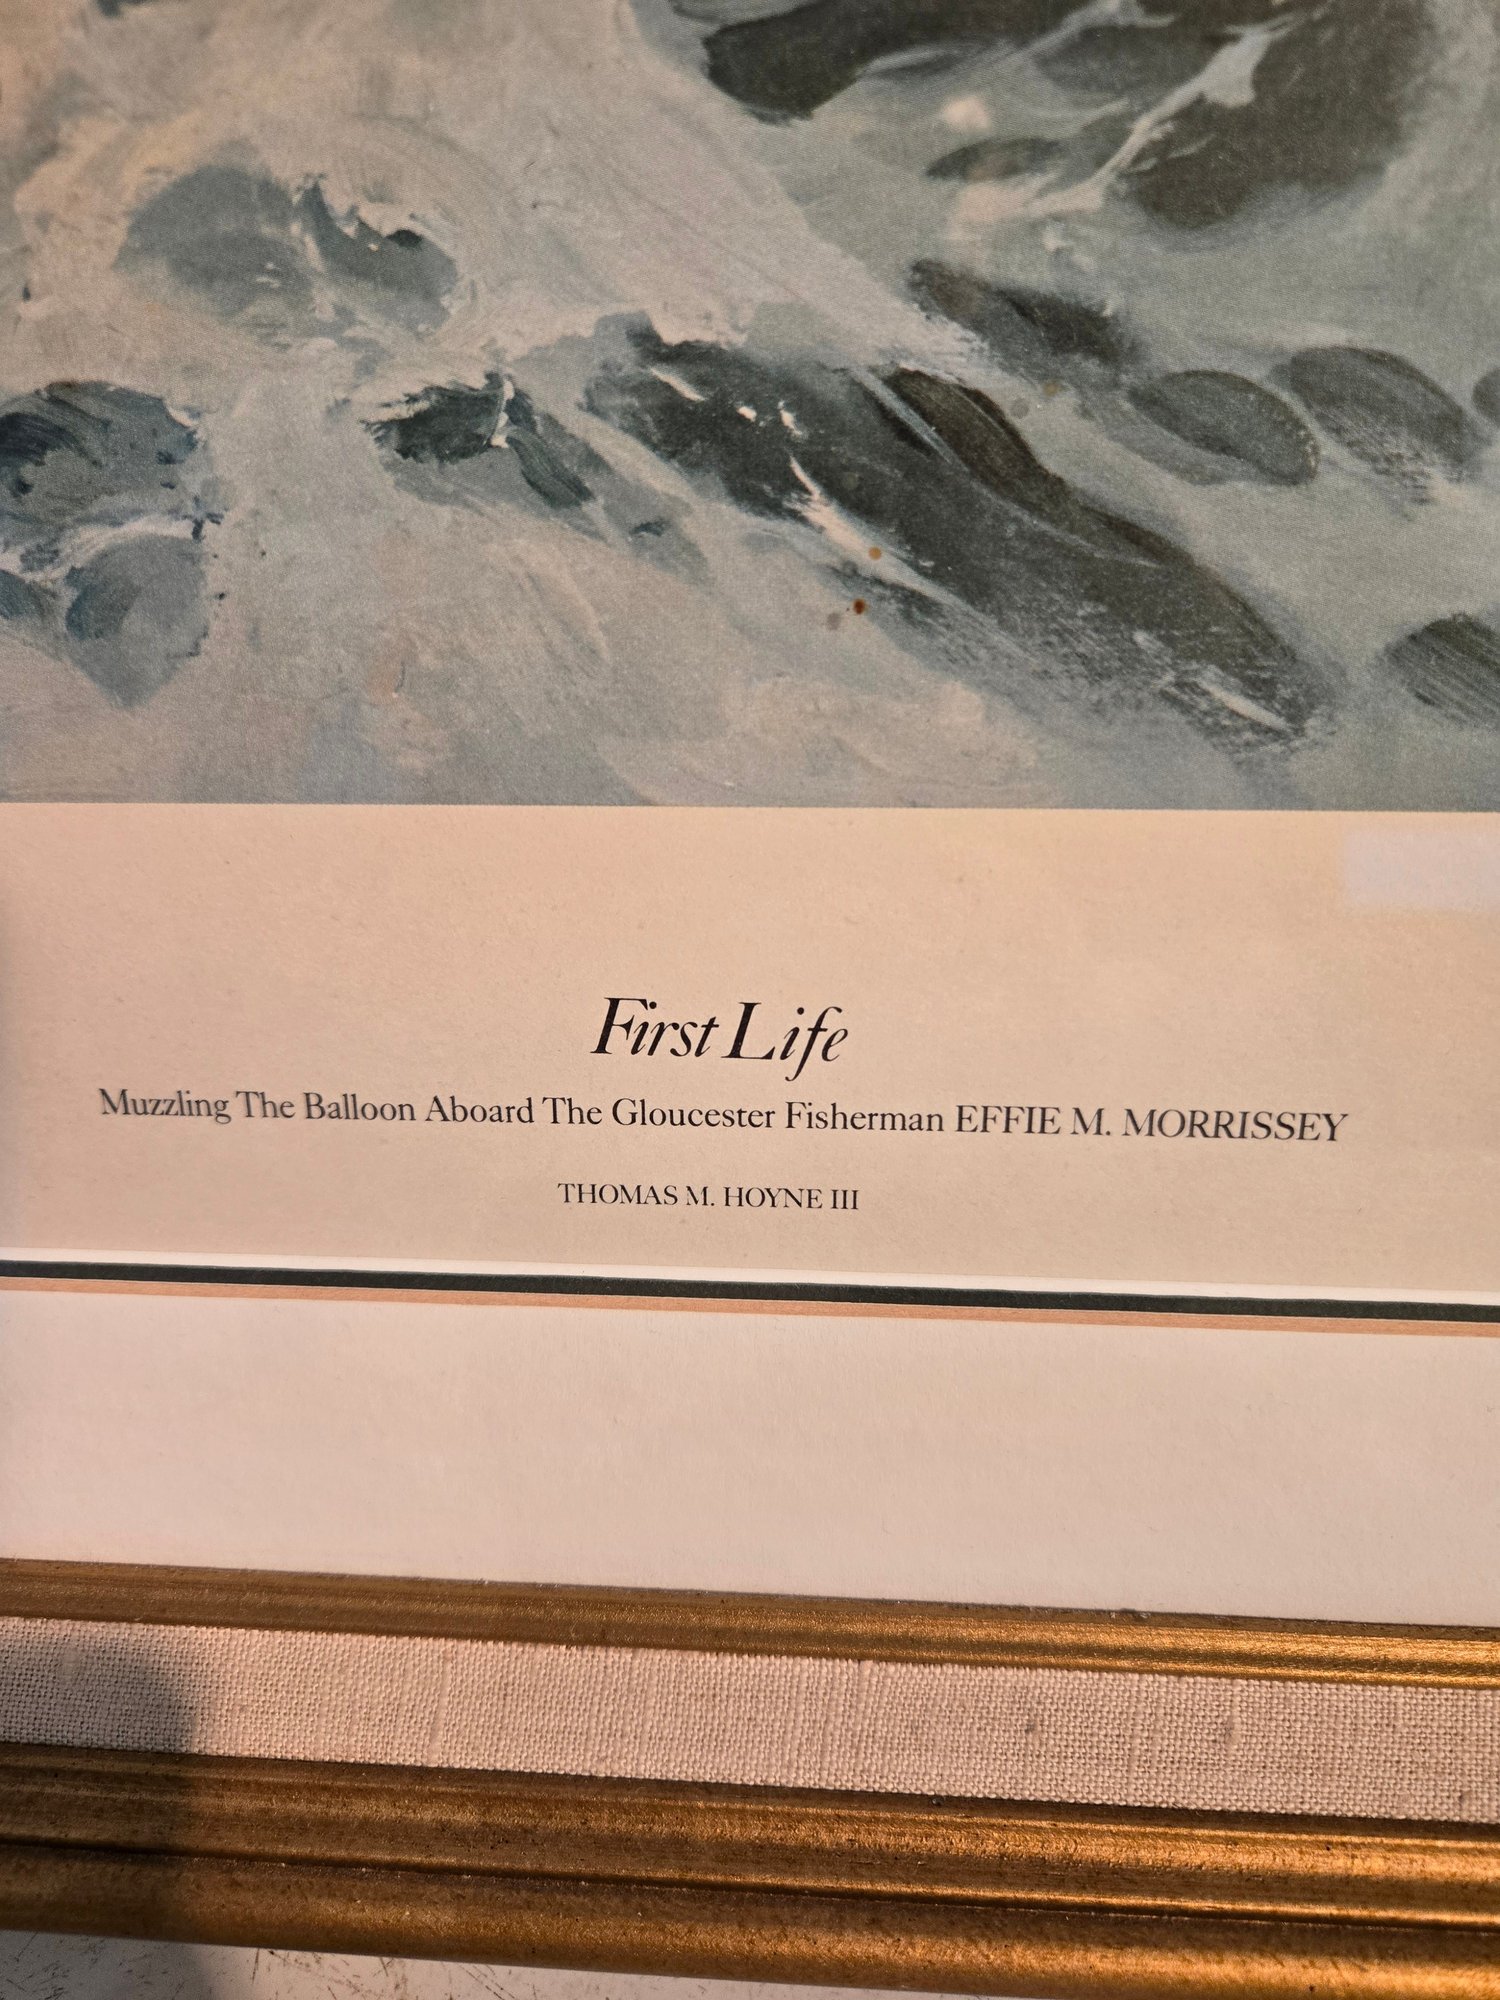 First Life
Muzzling The Balloon Aboard The Gloucester Fisherman EFFIE M. MORRISSEY
THOMAS M. HOYNE III